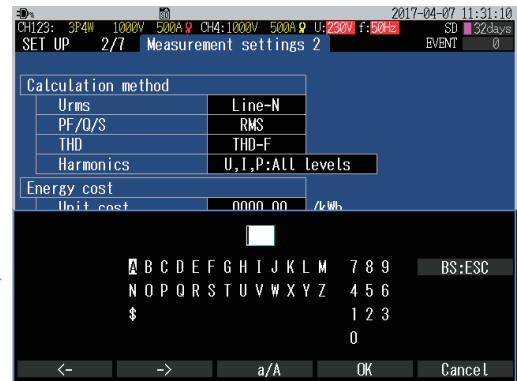 2017-04-07 11:31:10
CH123: 3P4W 1000V 500A CH4:1000V 500A U:230V f:50Hz SD 32days
SET UP 2/7 Measurement settings 2 EVENT 0
Calculation method
Urms Line-N
PF/Q/S RMS
THD THD-F
Harmonics U,I,P:All levels
Energy cost
Unit cost 0000.00 /kWh
A B C D E F G H I J K L M 7 8 9 BS:ESC
N O P Q R S T U V W X Y Z 4 5 6
$ 1 2 3
0
<- -> a/A OK Cancel